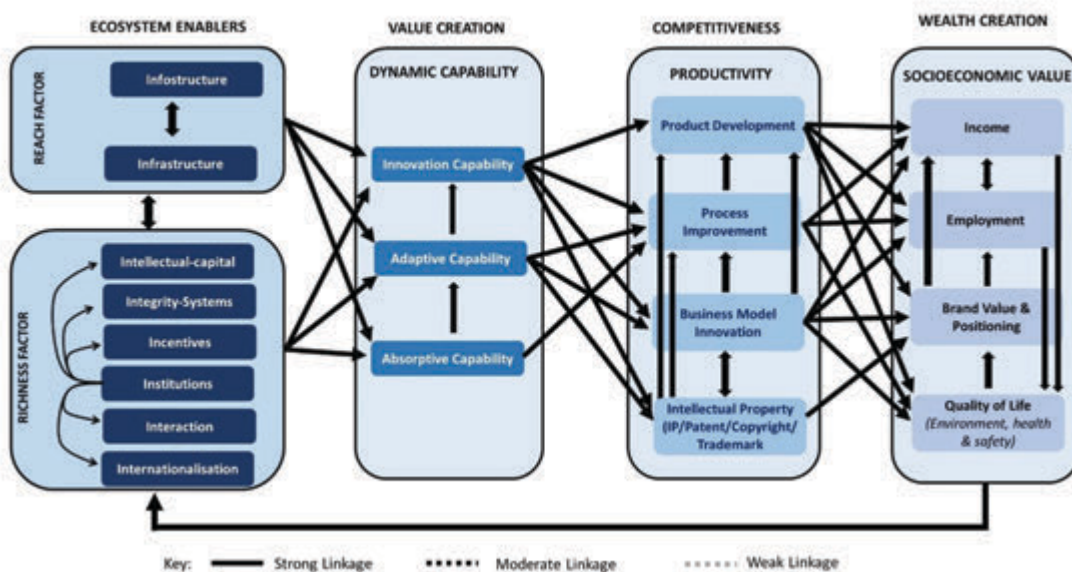 ECOSYSTEM ENABLERS
VALUE CREATION
COMPETITIVENESS
WEALTH CREATION
REACH FACTOR
Infostructure
Infrastructure
RICHNESS FACTOR
Intellectual-capital
Integrity-Systems
Incentives
Institutions
Interaction
Internationalisation
DYNAMIC CAPABILITY
Innovation Capability
Adaptive Capability
Absorptive Capability
PRODUCTIVITY
Product Development
Process
Improvement
Business Model
Innovation
Intellectual Property
(IP/Patent/Copyright/
Trademark
SOCIOECONOMIC VALUE
Income
Employment
Brand Value &
Positioning
Quality of Life
(Environment, health
& safety)
Key:
Strong Linkage
Moderate Linkage
Weak Linkage